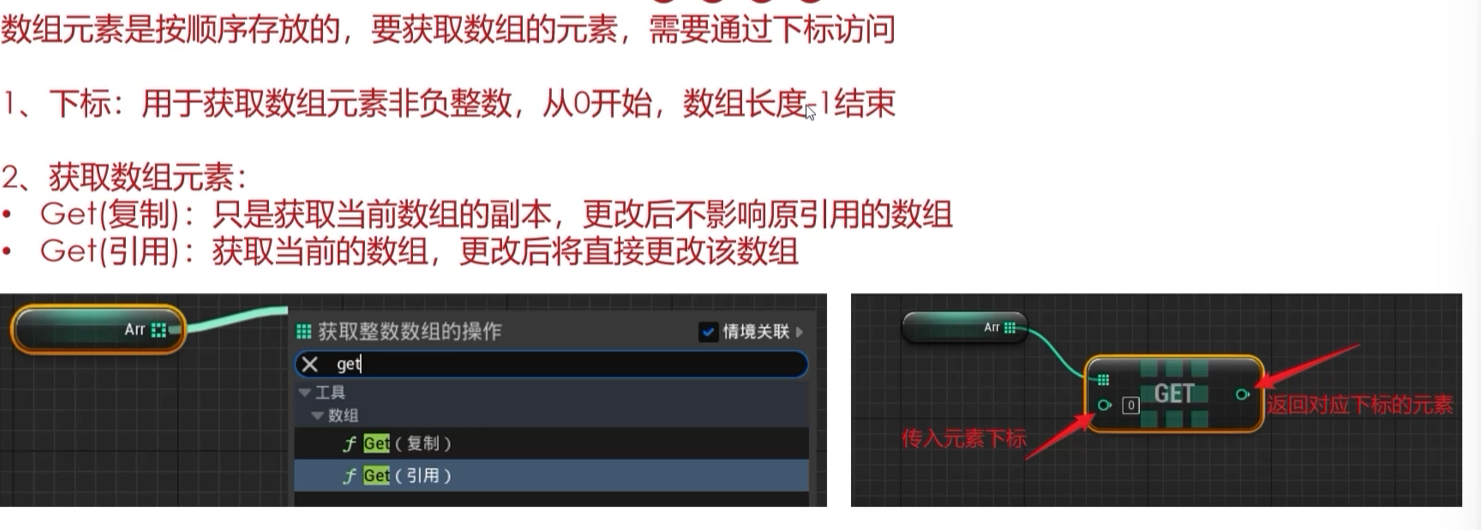 数组元素是按顺序存放的，要获取数组的元素，需要通过下标访问
1、下标：用于获取数组元素非负整数，从0开始，数组长度-1结束
2、获取数组元素：
• Get(复制)：只是获取当前数组的副本，更改后不影响原引用的数组
• Get(引用)：获取当前的数组，更改后将直接更改该数组
Arr
获取整数数组的操作
情境关联
get
工具
数组
f Get（复制）
f Get（引用）
Arr
GET
0
返回对应下标的元素
传入元素下标